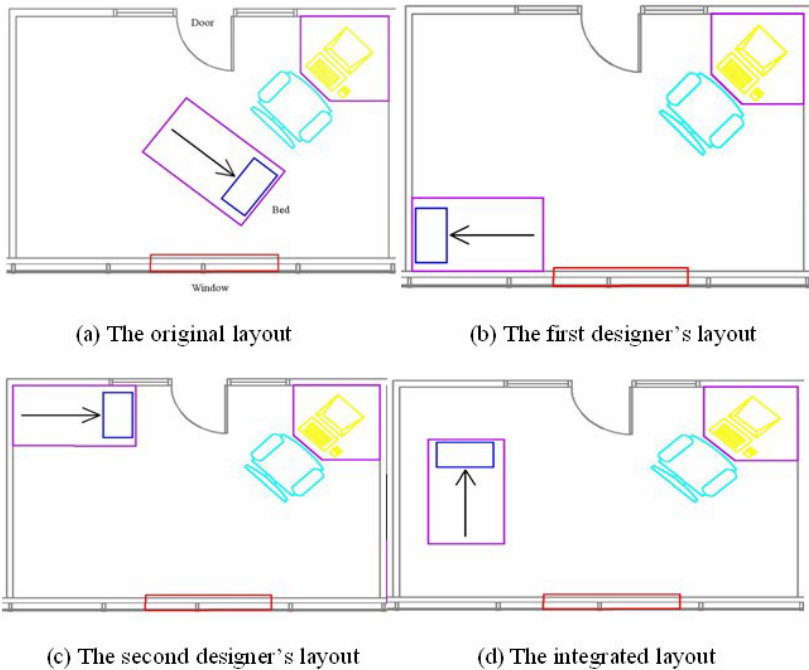 Door
Bed
Window
(a) The original layout
(b) The first designer's layout
(c) The second designer's layout
(d) The integrated layout